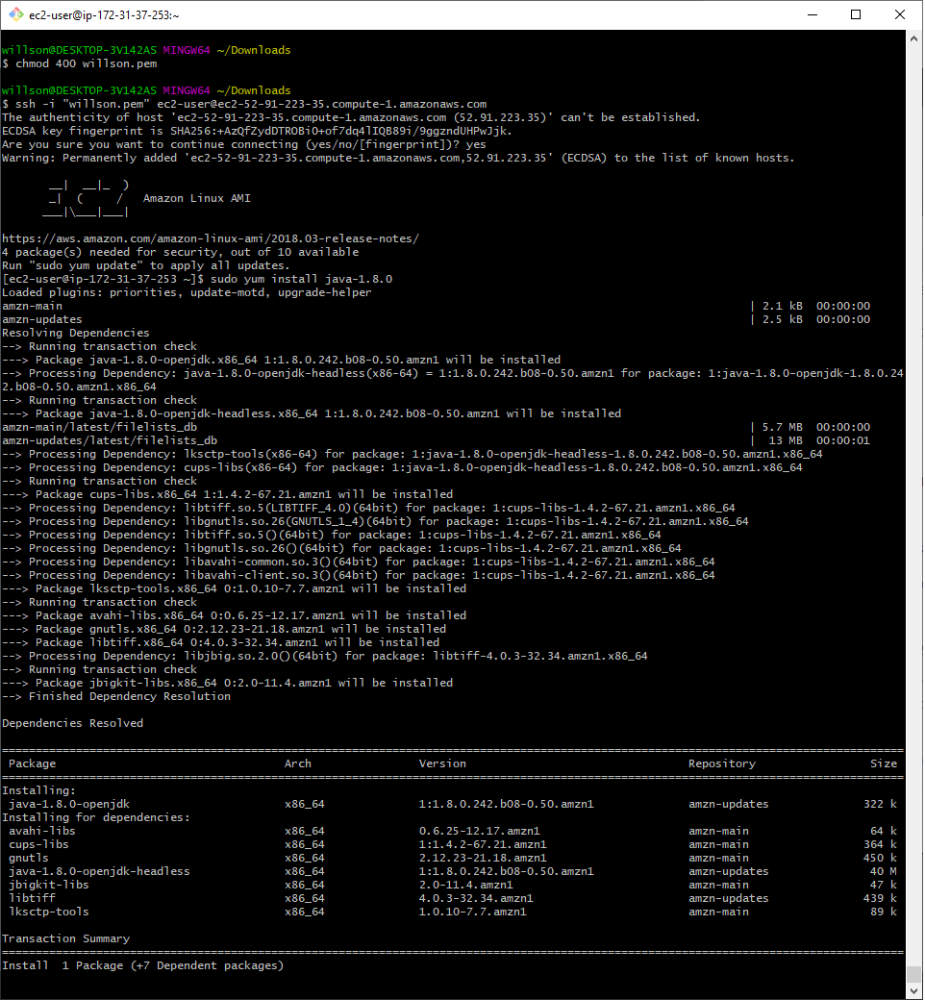 ec2-user@ip-172-31-37-253:~
willson@DESKTOP-3V142AS MINGW64 ~/Downloads
$ chmod 400 willson.pem
willson@DESKTOP-3V142AS MINGW64 ~/Downloads
$ ssh -i "willson.pem" ec2-user@ec2-52-91-223-35.compute-1.amazonaws.com
The authenticity of host 'ec2-52-91-223-35.compute-1.amazonaws.com (52.91.223.35)' can't be established.
ECDSA key fingerprint is SHA256:+AzQfZydDTROBiO+of7dq4lIQB89i/9ggzndUHPwJjk.
Are you sure you want to continue connecting (yes/no/[fingerprint])? yes
Warning: Permanently added 'ec2-52-91-223-35.compute-1.amazonaws.com,52.91.223.35' (ECDSA) to the list of known hosts.
       __|  __|_  )
       _|  (     /   Amazon Linux AMI
      ___|\___|___|
https://aws.amazon.com/amazon-linux-ami/2018.03-release-notes/
4 package(s) needed for security, out of 10 available
Run "sudo yum update" to apply all updates.
[ec2-user@ip-172-31-37-253 ~]$ sudo yum install java-1.8.0
Loaded plugins: priorities, update-motd, upgrade-helper
amzn-main | 2.1 kB 00:00:00
amzn-updates | 2.5 kB 00:00:00
Resolving Dependencies
--> Running transaction check
---> Package java-1.8.0-openjdk.x86_64 1:1.8.0.242.b08-0.50.amzn1 will be installed
--> Processing Dependency: java-1.8.0-openjdk-headless(x86-64) = 1:1.8.0.242.b08-0.50.amzn1 for package: 1:java-1.8.0-openjdk-1.8.0.24
2.b08-0.50.amzn1.x86_64
--> Running transaction check
---> Package java-1.8.0-openjdk-headless.x86_64 1:1.8.0.242.b08-0.50.amzn1 will be installed
amzn-main/latest/filelists_db | 5.7 MB 00:00:00
amzn-updates/latest/filelists_db | 13 MB 00:00:01
--> Processing Dependency: lksctp-tools(x86-64) for package: 1:java-1.8.0-openjdk-headless-1.8.0.242.b08-0.50.amzn1.x86_64
--> Processing Dependency: cups-libs(x86-64) for package: 1:java-1.8.0-openjdk-headless-1.8.0.242.b08-0.50.amzn1.x86_64
--> Running transaction check
---> Package cups-libs.x86_64 1:1.4.2-67.21.amzn1 will be installed
--> Processing Dependency: libtiff.so.5(LIBTIFF_4.0)(64bit) for package: 1:cups-libs-1.4.2-67.21.amzn1.x86_64
--> Processing Dependency: libgnutls.so.26(GNUTLS_1_4)(64bit) for package: 1:cups-libs-1.4.2-67.21.amzn1.x86_64
--> Processing Dependency: libtiff.so.5()(64bit) for package: 1:cups-libs-1.4.2-67.21.amzn1.x86_64
--> Processing Dependency: libgnutls.so.26()(64bit) for package: 1:cups-libs-1.4.2-67.21.amzn1.x86_64
--> Processing Dependency: libavahi-common.so.3()(64bit) for package: 1:cups-libs-1.4.2-67.21.amzn1.x86_64
--> Processing Dependency: libavahi-client.so.3()(64bit) for package: 1:cups-libs-1.4.2-67.21.amzn1.x86_64
---> Package lksctp-tools.x86_64 0:1.0.10-7.7.amzn1 will be installed
--> Running transaction check
---> Package avahi-libs.x86_64 0:0.6.25-12.17.amzn1 will be installed
---> Package gnutls.x86_64 0:2.12.23-21.18.amzn1 will be installed
---> Package libtiff.x86_64 0:4.0.3-32.34.amzn1 will be installed
--> Processing Dependency: libjbig.so.2.0()(64bit) for package: libtiff-4.0.3-32.34.amzn1.x86_64
--> Running transaction check
---> Package jbigkit-libs.x86_64 0:2.0-11.4.amzn1 will be installed
--> Finished Dependency Resolution
Dependencies Resolved
Package Arch Version Repository Size
Installing:
java-1.8.0-openjdk x86_64 1:1.8.0.242.b08-0.50.amzn1 amzn-updates 322 k
Installing for dependencies:
avahi-libs x86_64 0.6.25-12.17.amzn1 amzn-main 64 k
cups-libs x86_64 1:1.4.2-67.21.amzn1 amzn-main 364 k
gnutls x86_64 2.12.23-21.18.amzn1 amzn-main 450 k
java-1.8.0-openjdk-headless x86_64 1:1.8.0.242.b08-0.50.amzn1 amzn-updates 40 M
jbigkit-libs x86_64 2.0-11.4.amzn1 amzn-main 47 k
libtiff x86_64 4.0.3-32.34.amzn1 amzn-updates 439 k
lksctp-tools x86_64 1.0.10-7.7.amzn1 amzn-main 89 k
Transaction Summary
Install 1 Package (+7 Dependent packages)